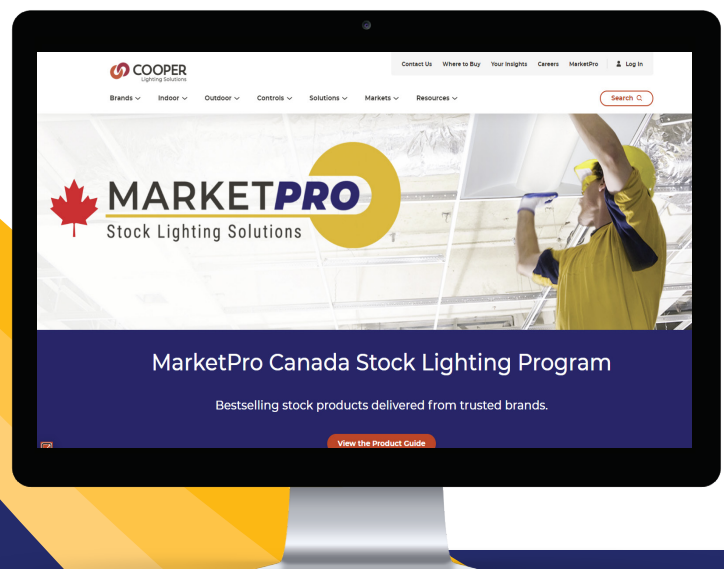 COOPER
Lighting Solutions
Contact Us Where to Buy Your Insights Careers MarketPro Log In
Brands Indoor Outdoor Controls Solutions Markets Resources Search
MARKETPRO
Stock Lighting Solutions
MarketPro Canada Stock Lighting Program
Bestselling stock products delivered from trusted brands.
View the Product Guide